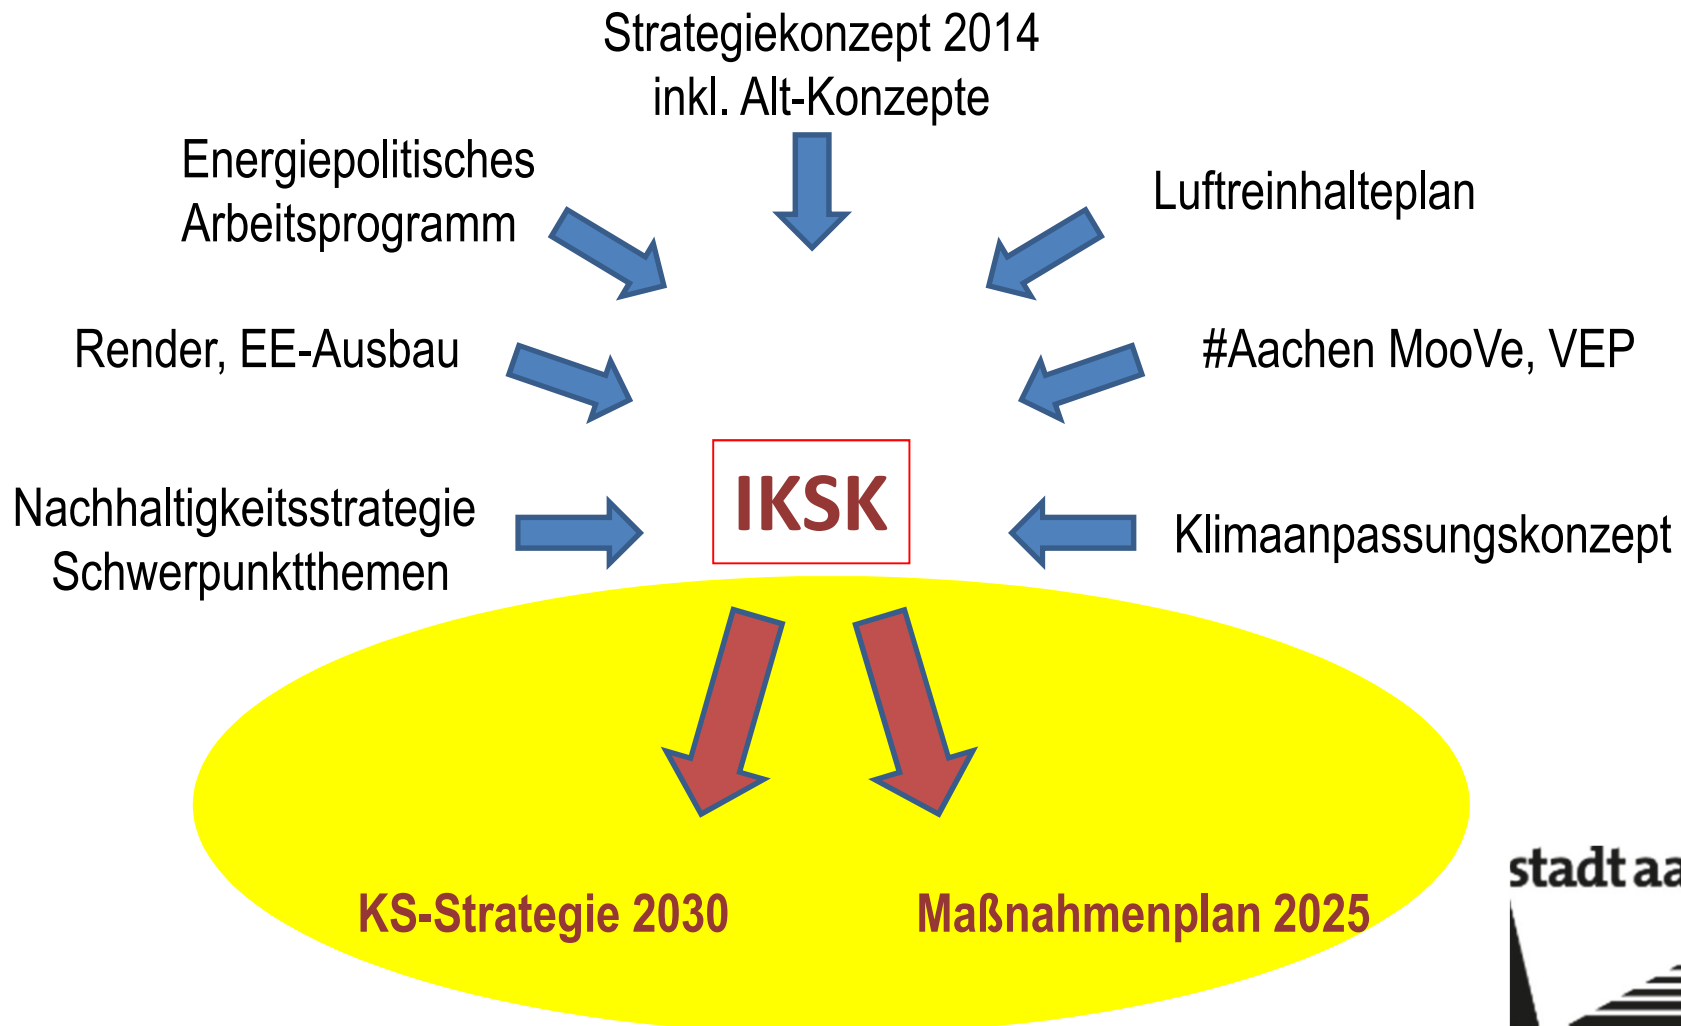 Strategiekonzept 2014
inkl. Alt-Konzepte
Energiepolitisches
Arbeitsprogramm
Luftreinhalteplan
Render, EE-Ausbau
#Aachen MooVe, VEP
IKSK
Nachhaltigkeitsstrategie
Schwerpunktthemen
Klimaanpassungskonzept
KS-Strategie 2030
Maßnahmenplan 2025
stadt aa